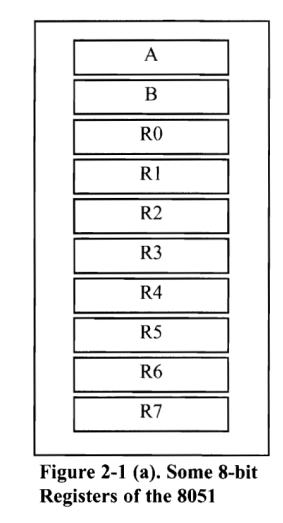 A
B
R0
R1
R2
R3
R4
R5
R6
R7
Figure 2-1 (a). Some 8-bit
Registers of the 8051